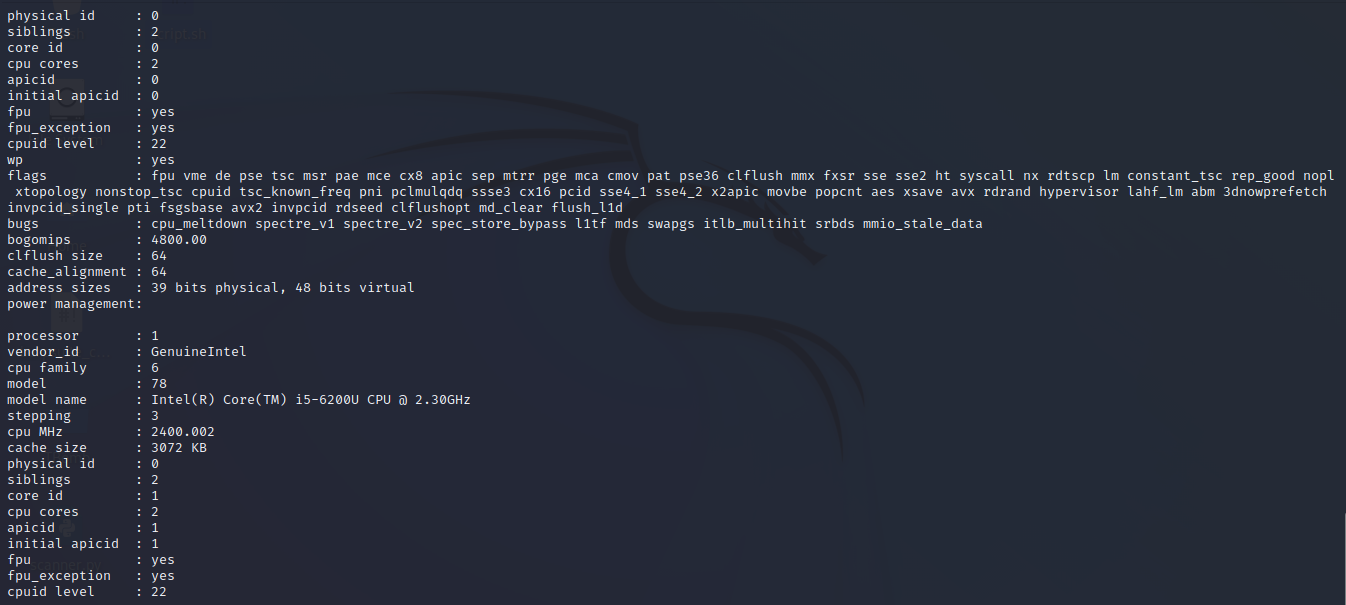 physical id     : 0
siblings        : 2
core id         : 0
cpu cores       : 2
apicid          : 0
initial apicid  : 0
fpu             : yes
fpu_exception   : yes
cpuid level     : 22
wp              : yes
flags           : fpu vme de pse tsc msr pae mce cx8 apic sep mtrr pge mca cmov pat pse36 clflush mmx fxsr sse sse2 ht syscall nx rdtscp lm constant_tsc rep_good nopl
 xtopology nonstop_tsc cpuid tsc_known_freq pni pclmulqdq ssse3 cx16 pcid sse4_1 sse4_2 x2apic movbe popcnt aes xsave avx rdrand hypervisor lahf_lm abm 3dnowprefetch
invpcid_single pti fsgsbase avx2 invpcid rdseed clflushopt md_clear flush_l1d
bugs            : cpu_meltdown spectre_v1 spectre_v2 spec_store_bypass l1tf mds swapgs itlb_multihit srbds mmio_stale_data
bogomips        : 4800.00
clflush size    : 64
cache_alignment : 64
address sizes   : 39 bits physical, 48 bits virtual
power management:

processor       : 1
vendor_id       : GenuineIntel
cpu family      : 6
model           : 78
model name      : Intel(R) Core(TM) i5-6200U CPU @ 2.30GHz
stepping        : 3
cpu MHz         : 2400.002
cache size      : 3072 KB
physical id     : 0
siblings        : 2
core id         : 1
cpu cores       : 2
apicid          : 1
initial apicid  : 1
fpu             : yes
fpu_exception   : yes
cpuid level     : 22